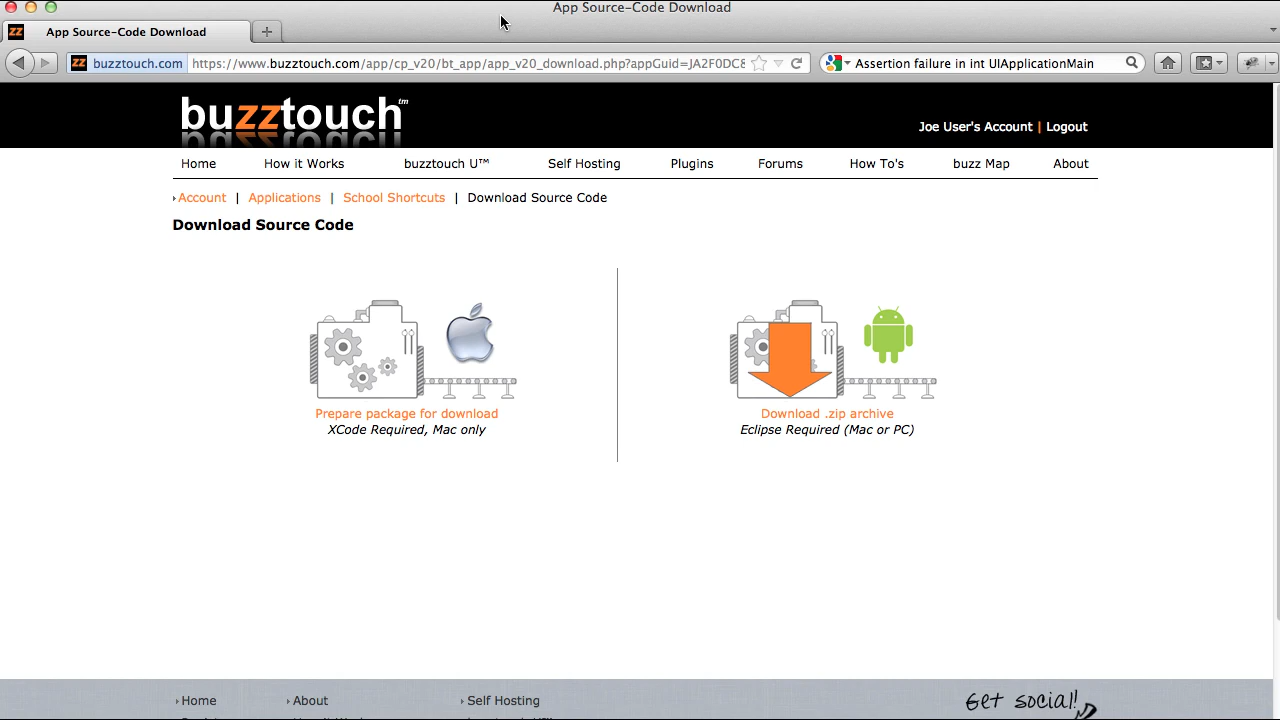 App Source-Code Download
ZZ App Source-Code Download
ZZ buzztouch.com https://www.buzztouch.com/app/cp_v20/bt_app/app_v20_download.php?appGuid=JA2F0DC8 Assertion failure in int UIApplicationMain
buzztouch™
Joe User's Account | Logout
Home How it Works buzztouch U™ Self Hosting Plugins Forums How To's buzz Map About
Account | Applications | School Shortcuts | Download Source Code
Download Source Code
Prepare package for download
XCode Required, Mac only
Download .zip archive
Eclipse Required (Mac or PC)
Home About Self Hosting Get social!